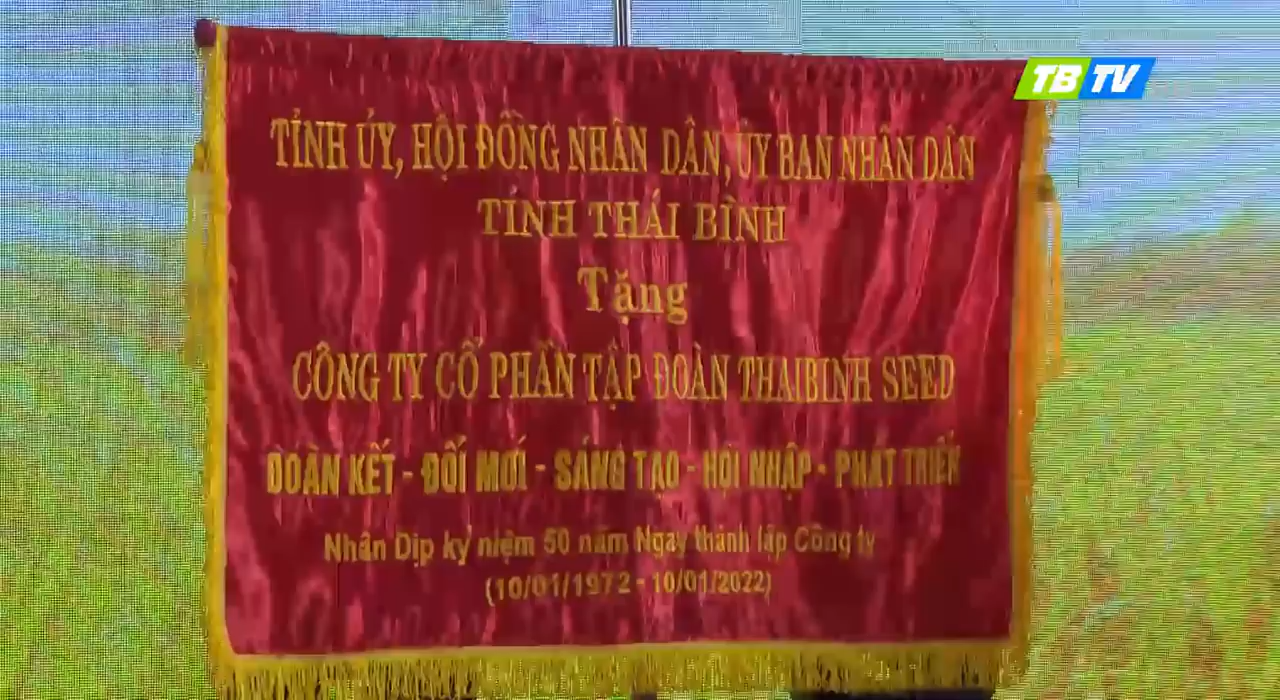 TBTV
TỈNH ỦY, HỘI ĐỒNG NHÂN DÂN, ỦY BAN NHÂN DÂN
TỈNH THÁI BÌNH
Tặng
CÔNG TY CỔ PHẦN TẬP ĐOÀN THAIBINH SEED
ĐOÀN KẾT - ĐỔI MỚI - SÁNG TẠO - HỘI NHẬP - PHÁT TRIỂN
Nhân Dịp kỷ niệm 50 năm Ngày thành lập Công ty
(10/01/1972 - 10/01/2022)